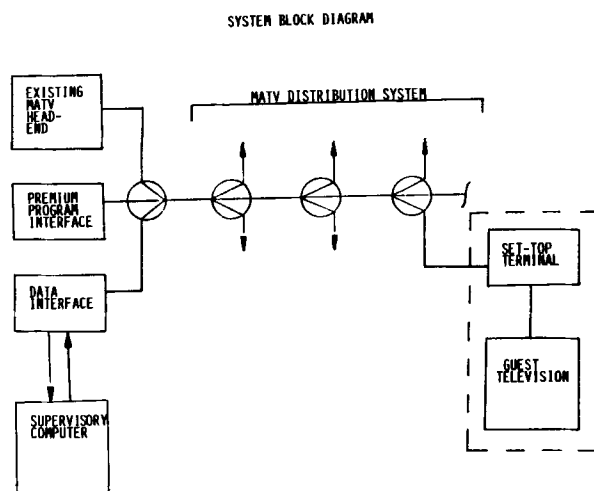 SYSTEM BLOCK DIAGRAM
EXISTING
MATV
HEAD-
END
MATV DISTRIBUTION SYSTEM
PREMIUM
PROGRAM
INTERFACE
SET-TOP
TERMINAL
DATA
INTERFACE
GUEST
TELEVISION
SUPERVISORY
COMPUTER